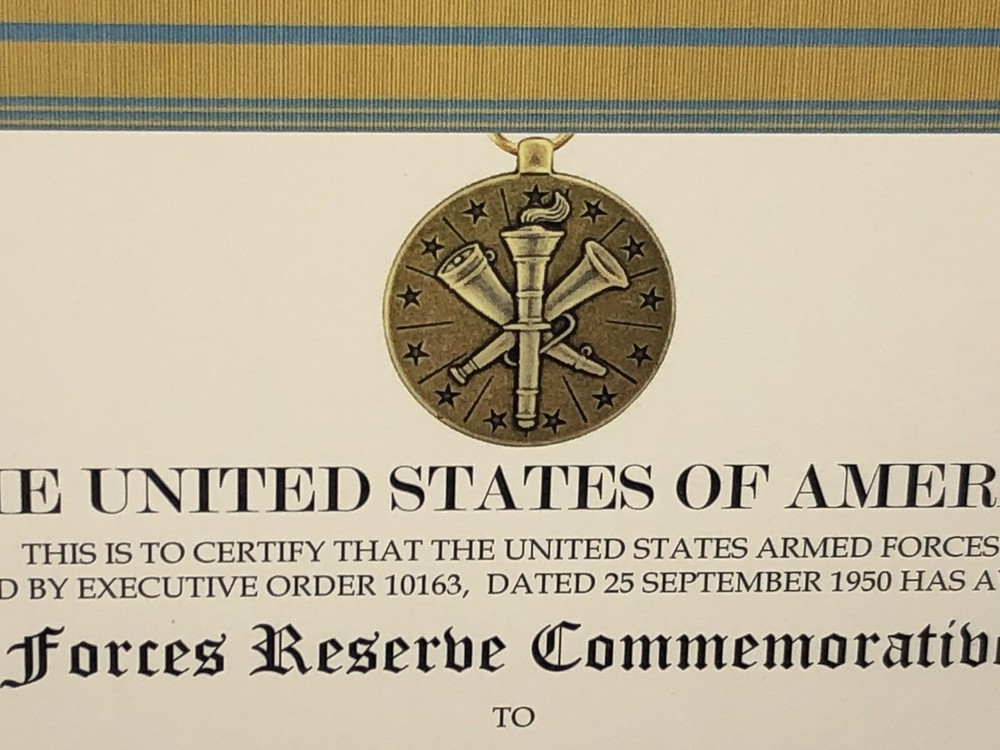 E UNITED STATES OF AMER
THIS IS TO CERTIFY THAT THE UNITED STATES ARMED FORCES
D BY EXECUTIVE ORDER 10163, DATED 25 SEPTEMBER 1950 HAS A
Forces Reserve Commemorativ
TO